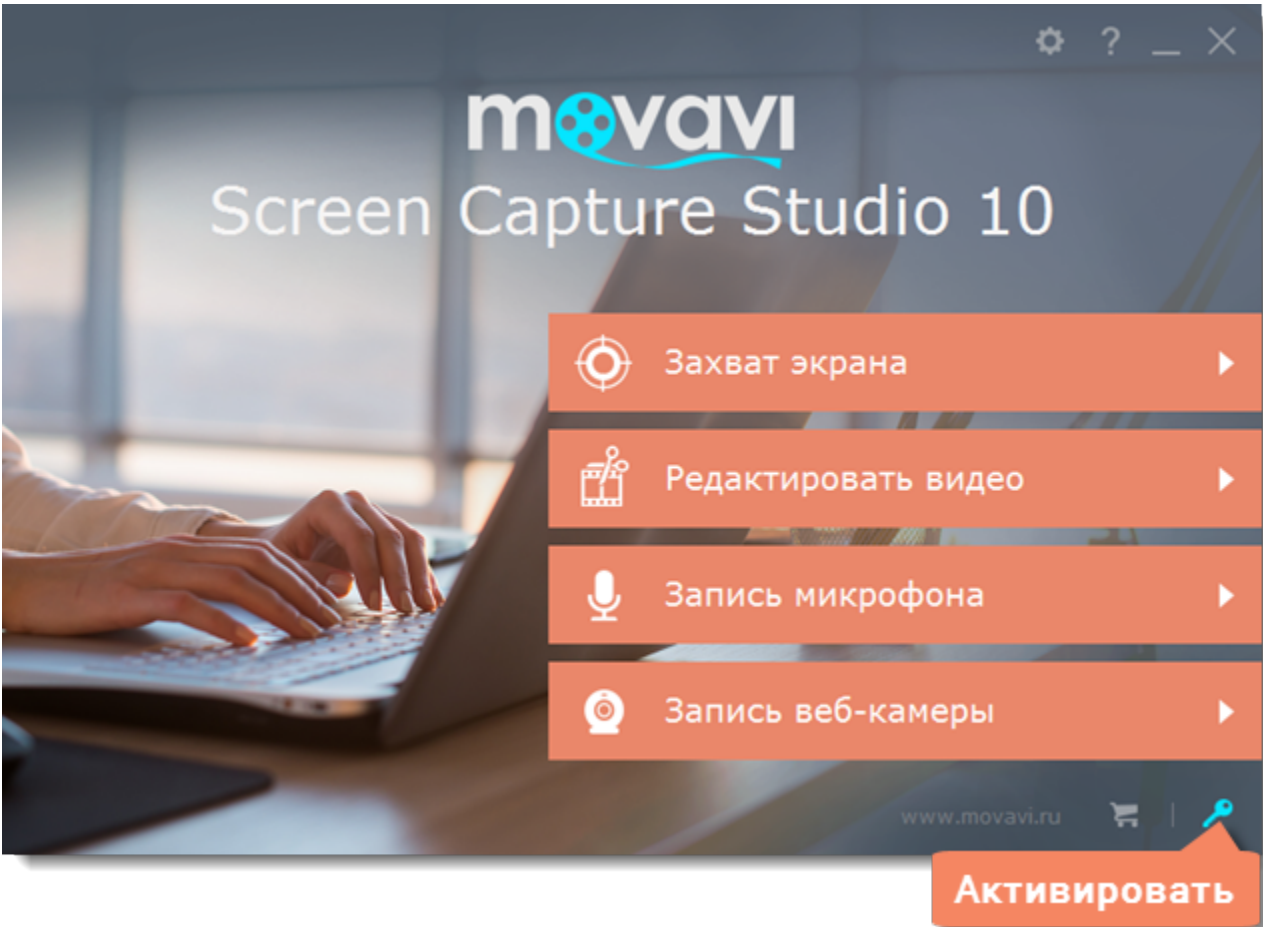 movavi
Screen Capture Studio 10
Захват экрана
Редактировать видео
Запись микрофона
Запись веб-камеры
www.movavi.ru
Активировать